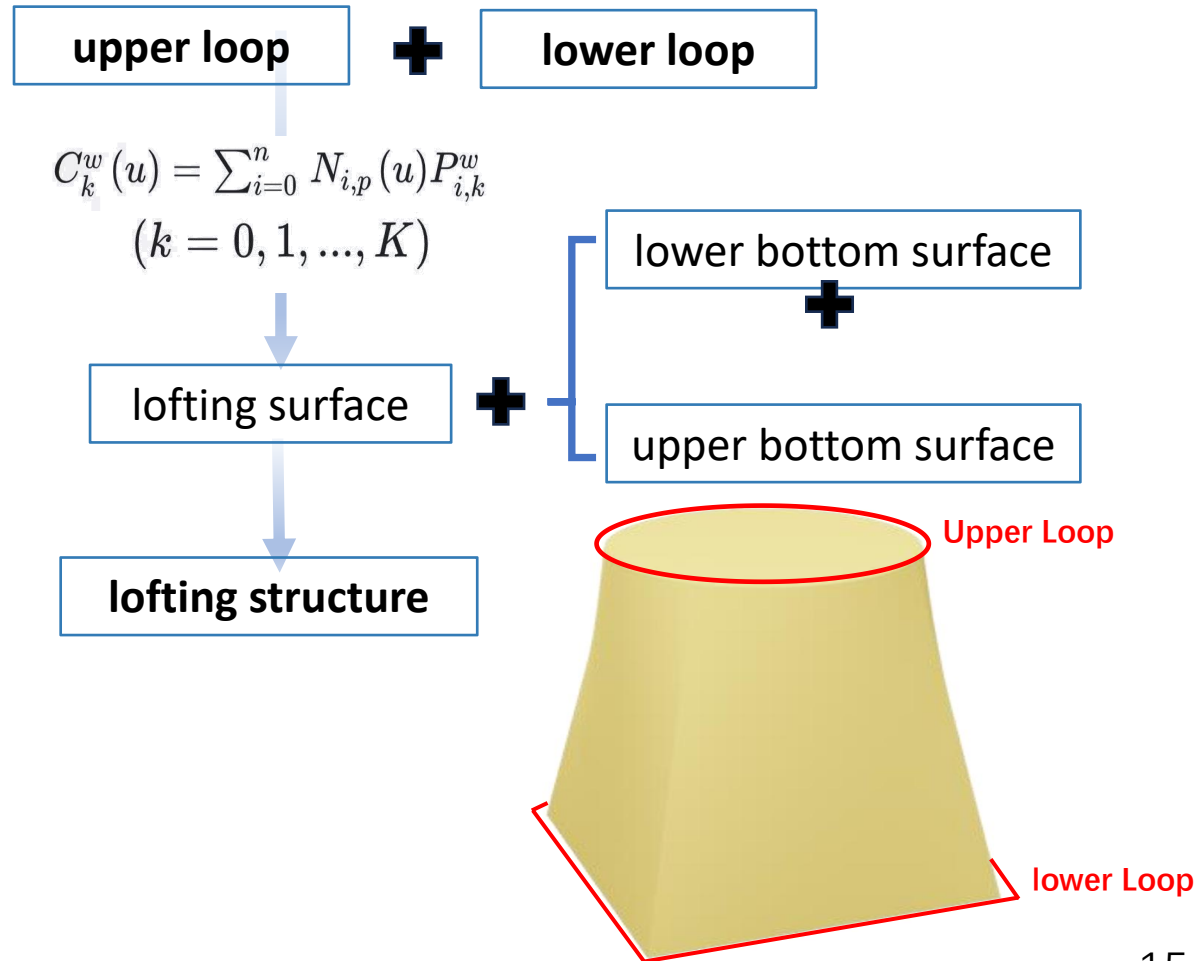 upper loop
lower loop
C_k^w(u) = ∑_{i=0}^n N_{i,p}(u)P_{i,k}^w
(k = 0, 1, ..., K)
lower bottom surface
lofting surface
upper bottom surface
Upper Loop
lofting structure
lower Loop
15